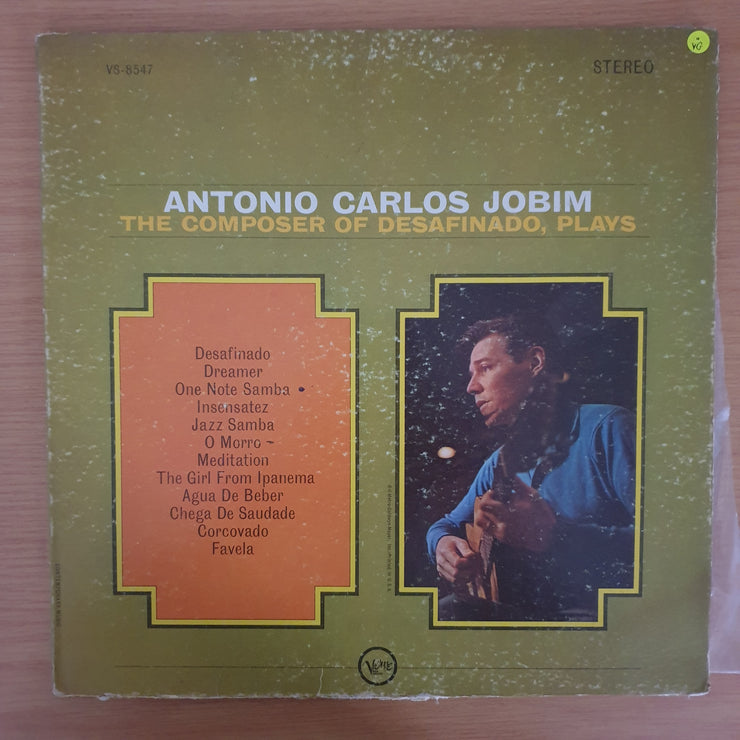 VS-8547
STEREO
VG
ANTONIO CARLOS JOBIM
THE COMPOSER OF DESAFINADO, PLAYS
Desafinado
Dreamer
One Note Samba
Insensatez
Jazz Samba
O Morro
Meditation
The Girl From Ipanema
Agua De Beber
Chega De Saudade
Corcovado
Favela
Verve